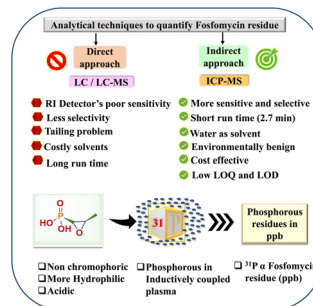 Analytical techniques to quantify Fosfomycin residue
Direct approach
Indirect approach
LC / LC-MS
ICP-MS
RI Detector's poor sensitivity
Less selectivity
Tailing problem
Costly solvents
Long run time
More sensitive and selective
Short run time (2.7 min)
Water as solvent
Environmentally benign
Cost effective
Low LOQ and LOD
O
HO P
OH O
31 P
Phosphorous
residues in
ppb
Non chromophoric
More Hydrophilic
Acidic
Phosphorous in
Inductively coupled
plasma
³¹P α Fosfomycin
residue (ppb)